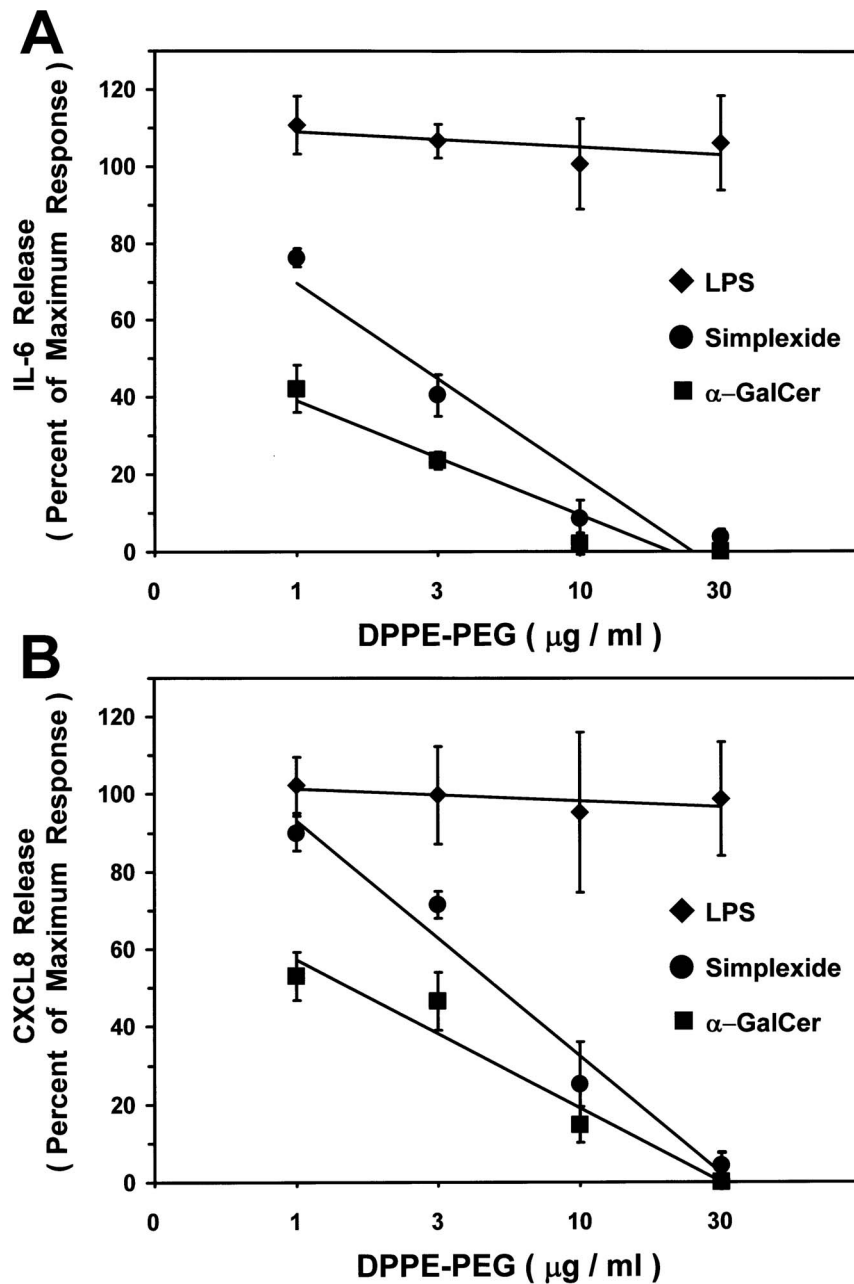 A
IL-6 Release
( Percent of Maximum Response )
120
100
80
60
40
20
0
LPS
Simplexide
α−GalCer
0 1 3 10 30
DPPE-PEG ( μg / ml )
B
CXCL8 Release
( Percent of Maximum Response )
120
100
80
60
40
20
0
LPS
Simplexide
α−GalCer
0 1 3 10 30
DPPE-PEG ( μg / ml )